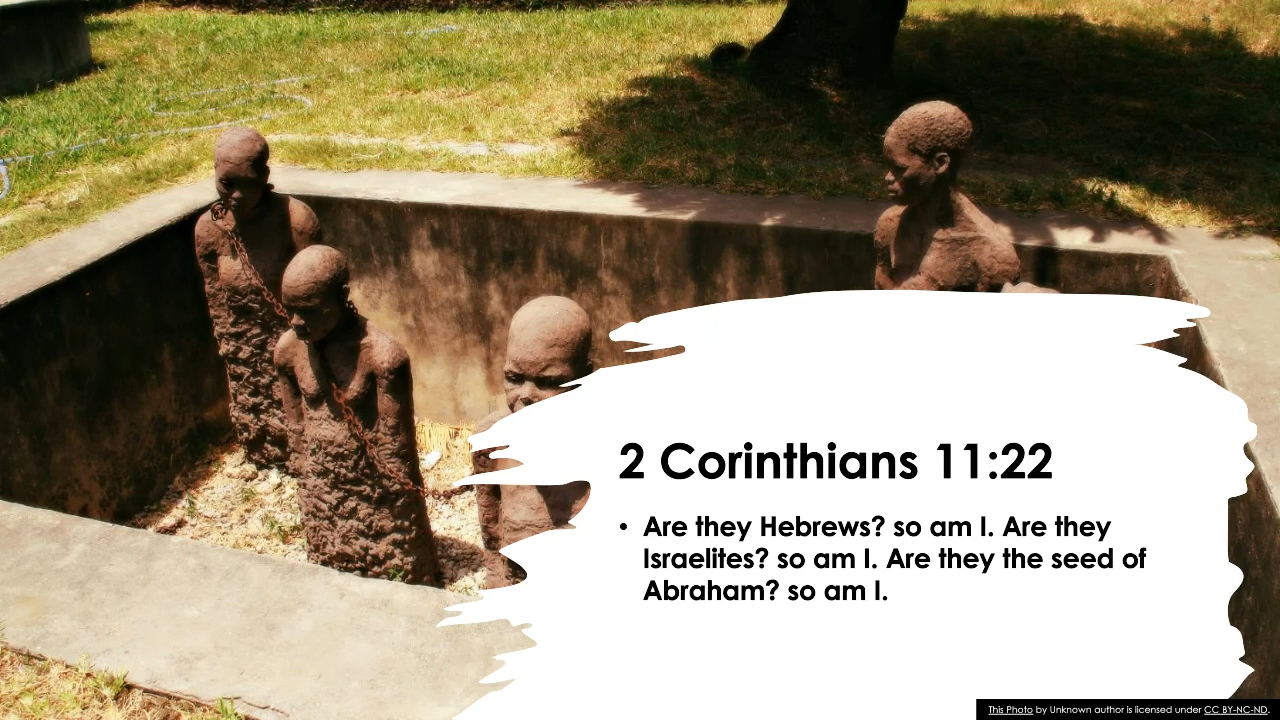 2 Corinthians 11:22
• Are they Hebrews? so am I. Are they
Israelites? so am I. Are they the seed of
Abraham? so am I.
This Photo by Unknown author is licensed under CC BY-NC-ND.